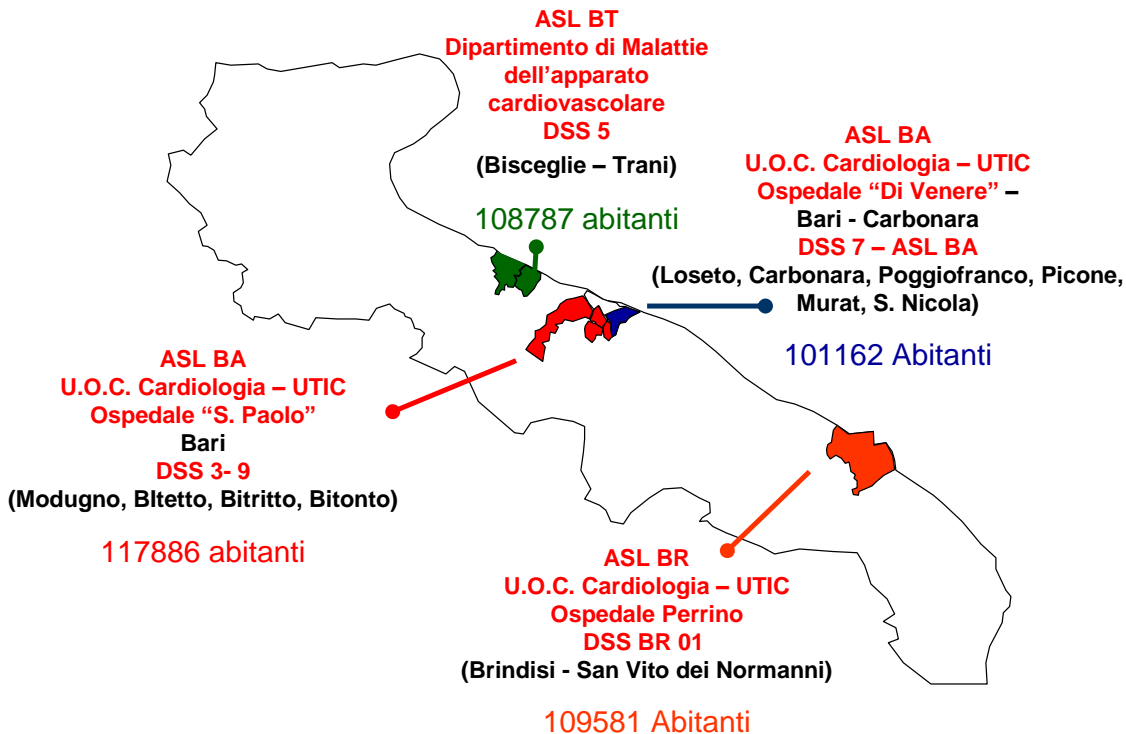 ASL BT
Dipartimento di Malattie
dell’apparato
cardiovascolare
DSS 5
(Bisceglie – Trani)
108787 abitanti
ASL BA
U.O.C. Cardiologia – UTIC
Ospedale “Di Venere” –
Bari - Carbonara
DSS 7 – ASL BA
(Loseto, Carbonara, Poggiofranco, Picone,
Murat, S. Nicola)
101162 Abitanti
ASL BA
U.O.C. Cardiologia – UTIC
Ospedale “S. Paolo”
Bari
DSS 3- 9
(Modugno, BItetto, Bitritto, Bitonto)
117886 abitanti
ASL BR
U.O.C. Cardiologia – UTIC
Ospedale Perrino
DSS BR 01
(Brindisi - San Vito dei Normanni)
109581 Abitanti